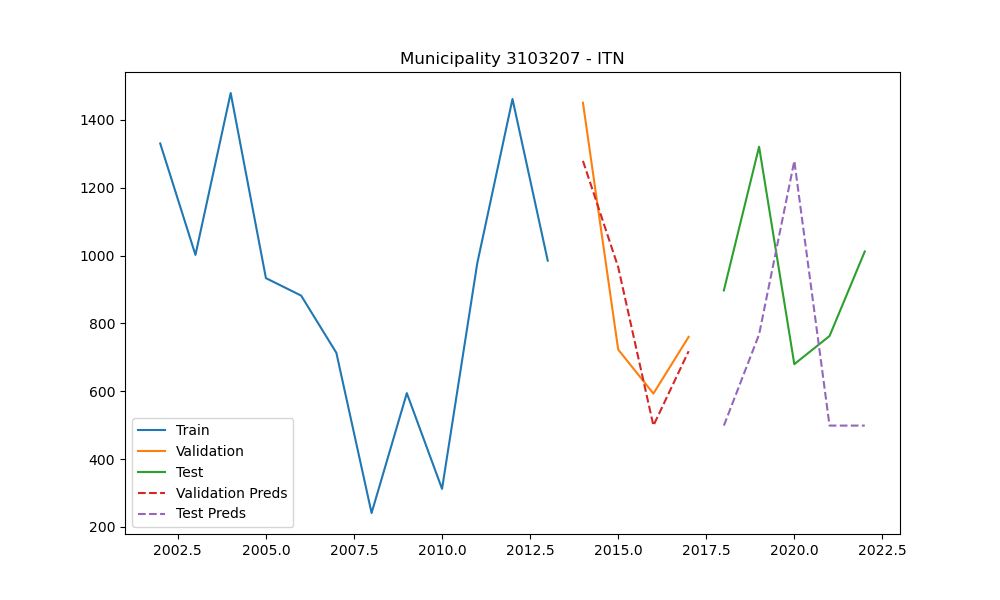 Municipality 3103207 - ITN
1400
1200
1000
800
600
400
200
Train
Validation
Test
Validation Preds
Test Preds
2002.5 2005.0 2007.5 2010.0 2012.5 2015.0 2017.5 2020.0 2022.5